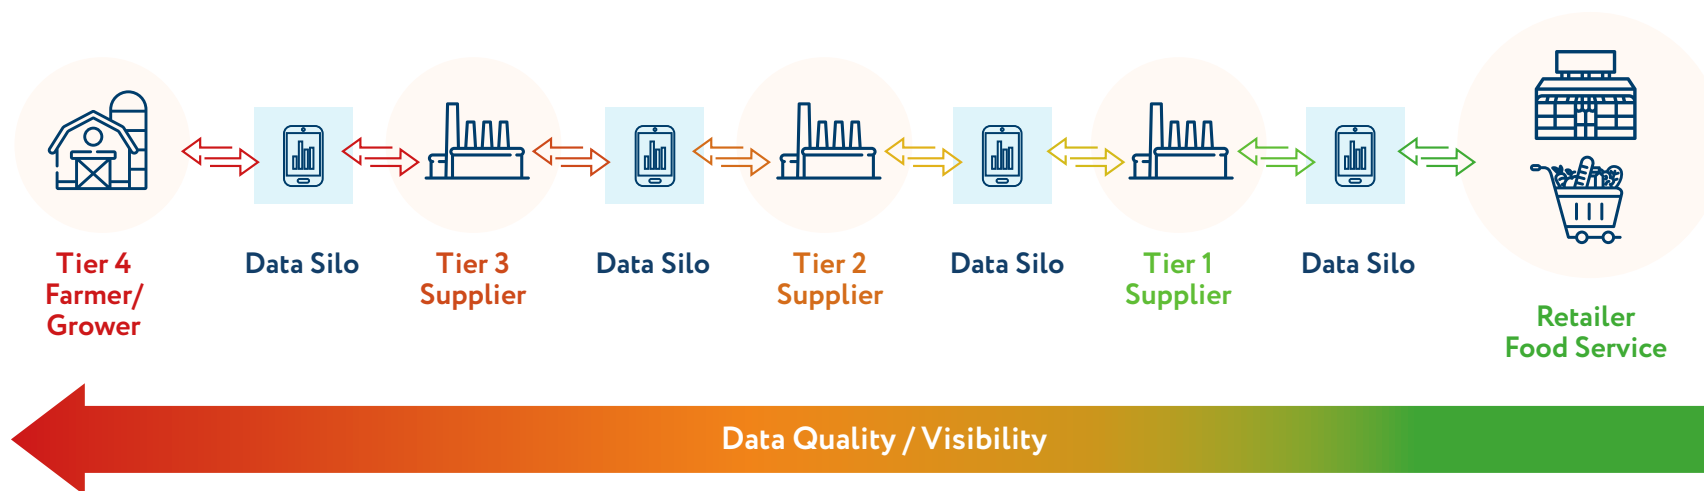 Tier 4
Farmer/
Grower
Data Silo
Tier 3
Supplier
Data Silo
Tier 2
Supplier
Data Silo
Tier 1
Supplier
Data Silo
Retailer
Food Service
Data Quality / Visibility